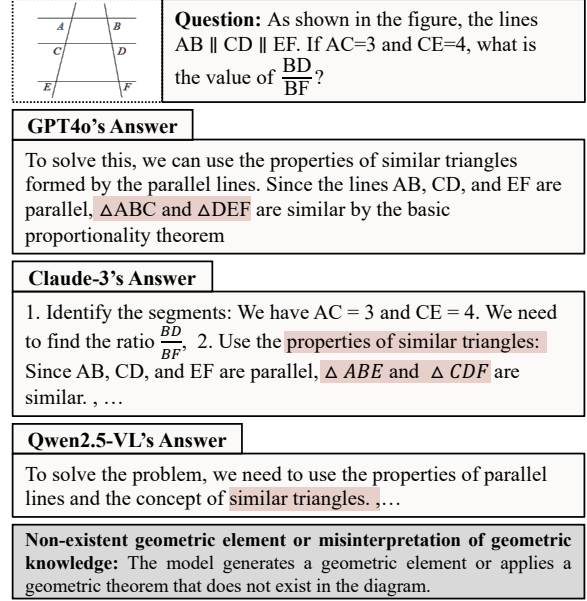 A B
C D
E F
Question: As shown in the figure, the lines
AB ∥ CD ∥ EF. If AC=3 and CE=4, what is
the value of BD/BF?
GPT4o's Answer
To solve this, we can use the properties of similar triangles
formed by the parallel lines. Since the lines AB, CD, and EF are
parallel, △ABC and △DEF are similar by the basic
proportionality theorem
Claude-3's Answer
1. Identify the segments: We have AC = 3 and CE = 4. We need
to find the ratio BD/BF, 2. Use the properties of similar triangles:
Since AB, CD, and EF are parallel, △ ABE and △ CDF are
similar. , …
Qwen2.5-VL's Answer
To solve the problem, we need to use the properties of parallel
lines and the concept of similar triangles. ,…
Non-existent geometric element or misinterpretation of geometric
knowledge: The model generates a geometric element or applies a
geometric theorem that does not exist in the diagram.